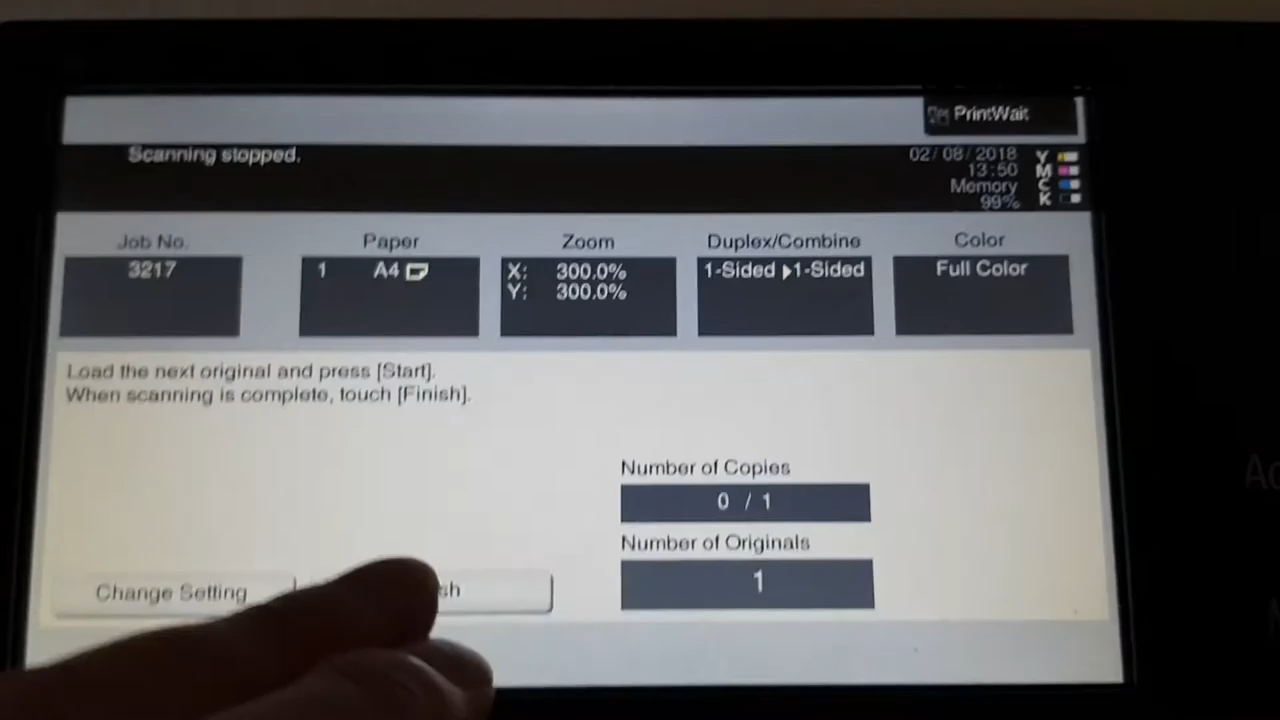 PrintWait
Scanning stopped.
02/08/2018
13:50
Memory
99%
Y
M
C
K
Job No.
3217
Paper
1 A4
Zoom
X: 300.0%
Y: 300.0%
Duplex/Combine
1-Sided 1-Sided
Color
Full Color
Load the next original and press [Start].
When scanning is complete, touch [Finish].
Number of Copies
0 / 1
Number of Originals
1
Change Setting
sh